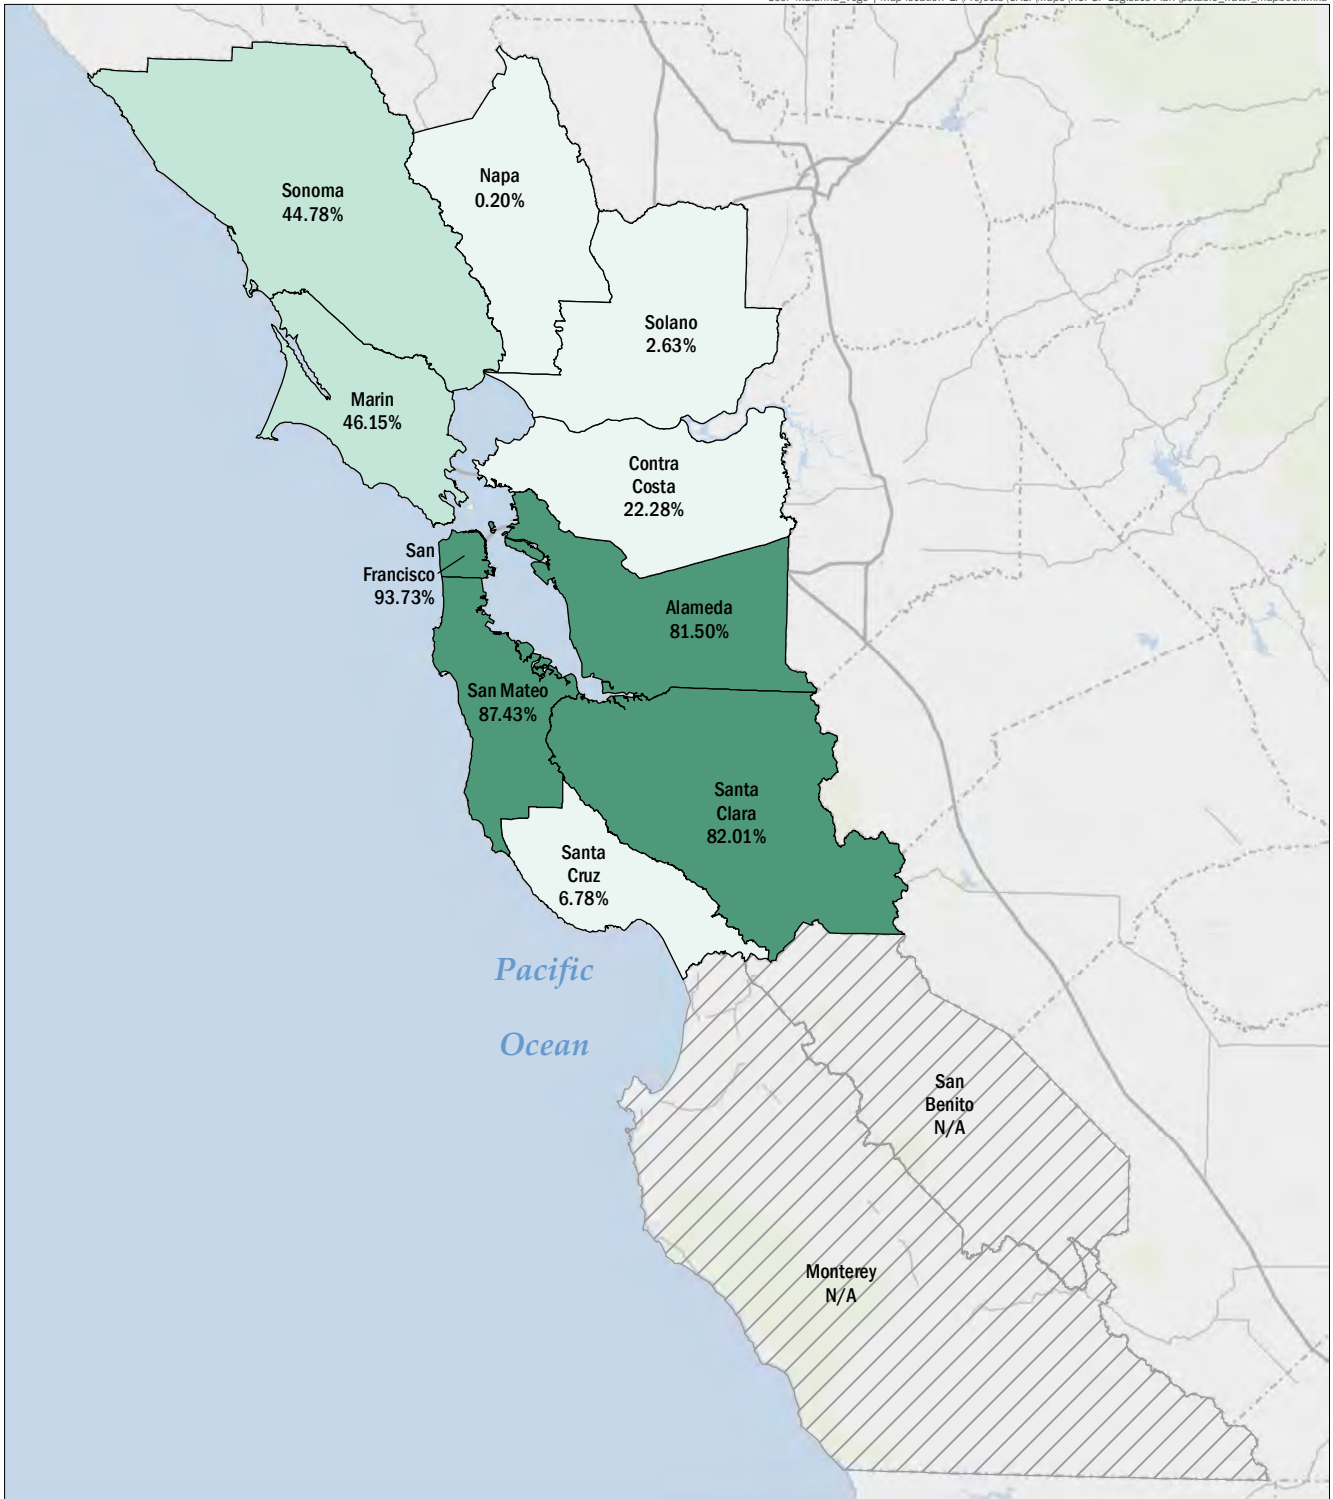 Sonoma
44.78%
Napa
0.20%
Solano
2.63%
Marin
46.15%
Contra
Costa
22.28%
San
Francisco
93.73%
Alameda
81.50%
San Mateo
87.43%
Santa
Clara
82.01%
Santa
Cruz
6.78%
Pacific
Ocean
San
Benito
N/A
Monterey
N/A